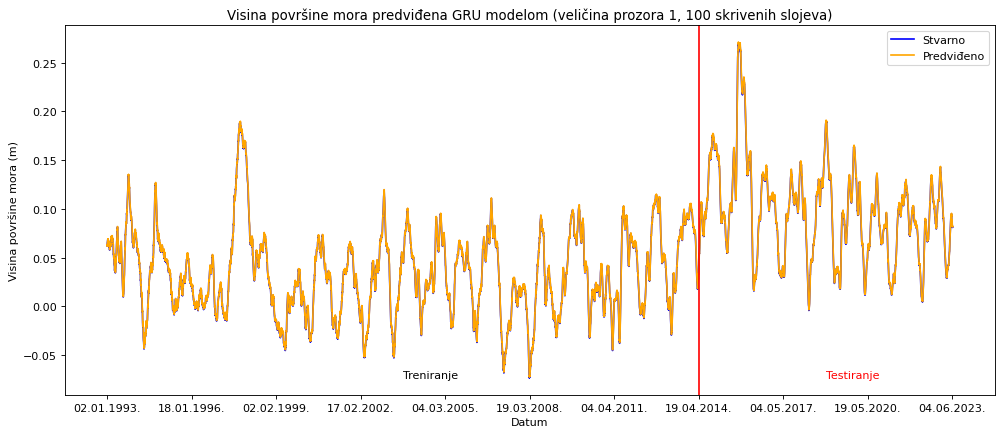 Visina površine mora predviđena GRU modelom (veličina prozora 1, 100 skrivenih slojeva)
Stvarno
Predviđeno
Visina površine mora (m)
0.25
0.20
0.15
0.10
0.05
0.00
−0.05
Treniranje
Testiranje
02.01.1993.
18.01.1996.
02.02.1999.
17.02.2002.
04.03.2005.
19.03.2008.
04.04.2011.
19.04.2014.
04.05.2017.
19.05.2020.
04.06.2023.
Datum